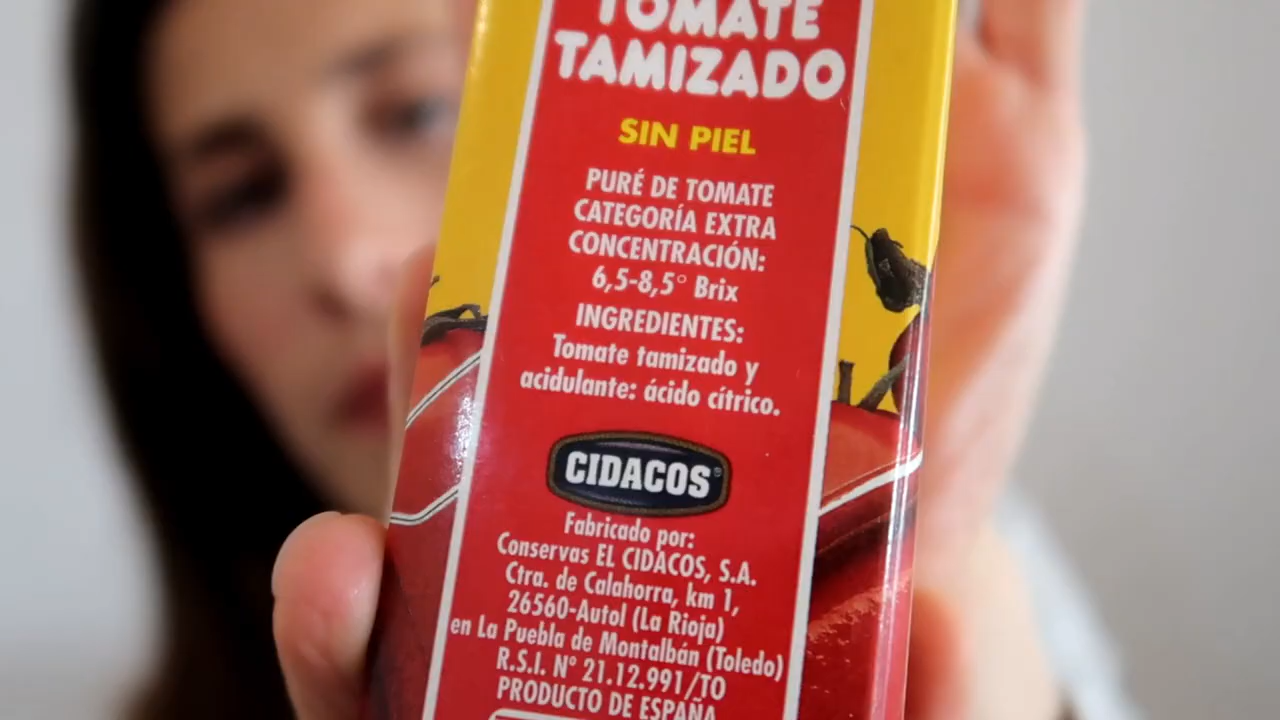 TOMATE
TAMIZADO
SIN PIEL
PURÉ DE TOMATE
CATEGORÍA EXTRA
CONCENTRACIÓN:
6,5-8,5° Brix
INGREDIENTES:
Tomate tamizado y
acidulante: ácido cítrico.
CIDACOS®
Fabricado por:
Conservas EL CIDACOS, S.A.
Ctra. de Calahorra, km 1,
26560-Autol (La Rioja)
en La Puebla de Montalbán (Toledo)
R.S.I. Nº 21.12.991/TO
PRODUCTO DE ESPAÑA